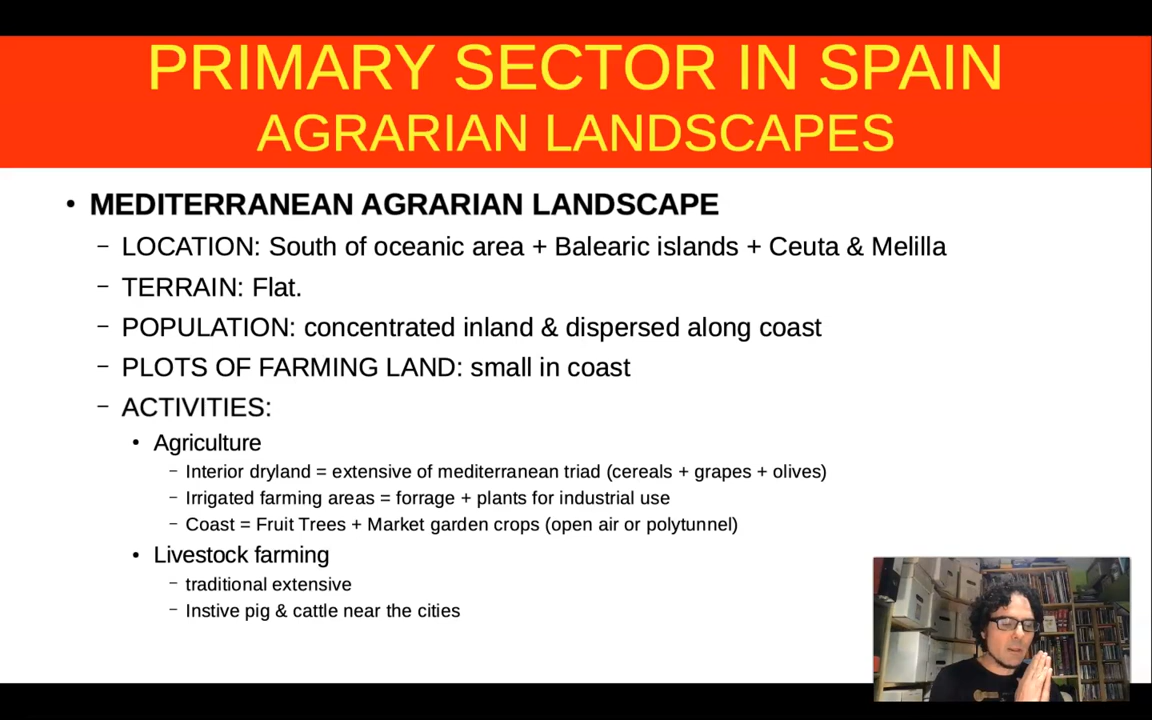 PRIMARY SECTOR IN SPAIN
AGRARIAN LANDSCAPES
• MEDITERRANEAN AGRARIAN LANDSCAPE
– LOCATION: South of oceanic area + Balearic islands + Ceuta & Melilla
– TERRAIN: Flat.
– POPULATION: concentrated inland & dispersed along coast
– PLOTS OF FARMING LAND: small in coast
– ACTIVITIES:
• Agriculture
– Interior dryland = extensive of mediterranean triad (cereals + grapes + olives)
– Irrigated farming areas = forrage + plants for industrial use
– Coast = Fruit Trees + Market garden crops (open air or polytunnel)
• Livestock farming
– traditional extensive
– Instive pig & cattle near the cities